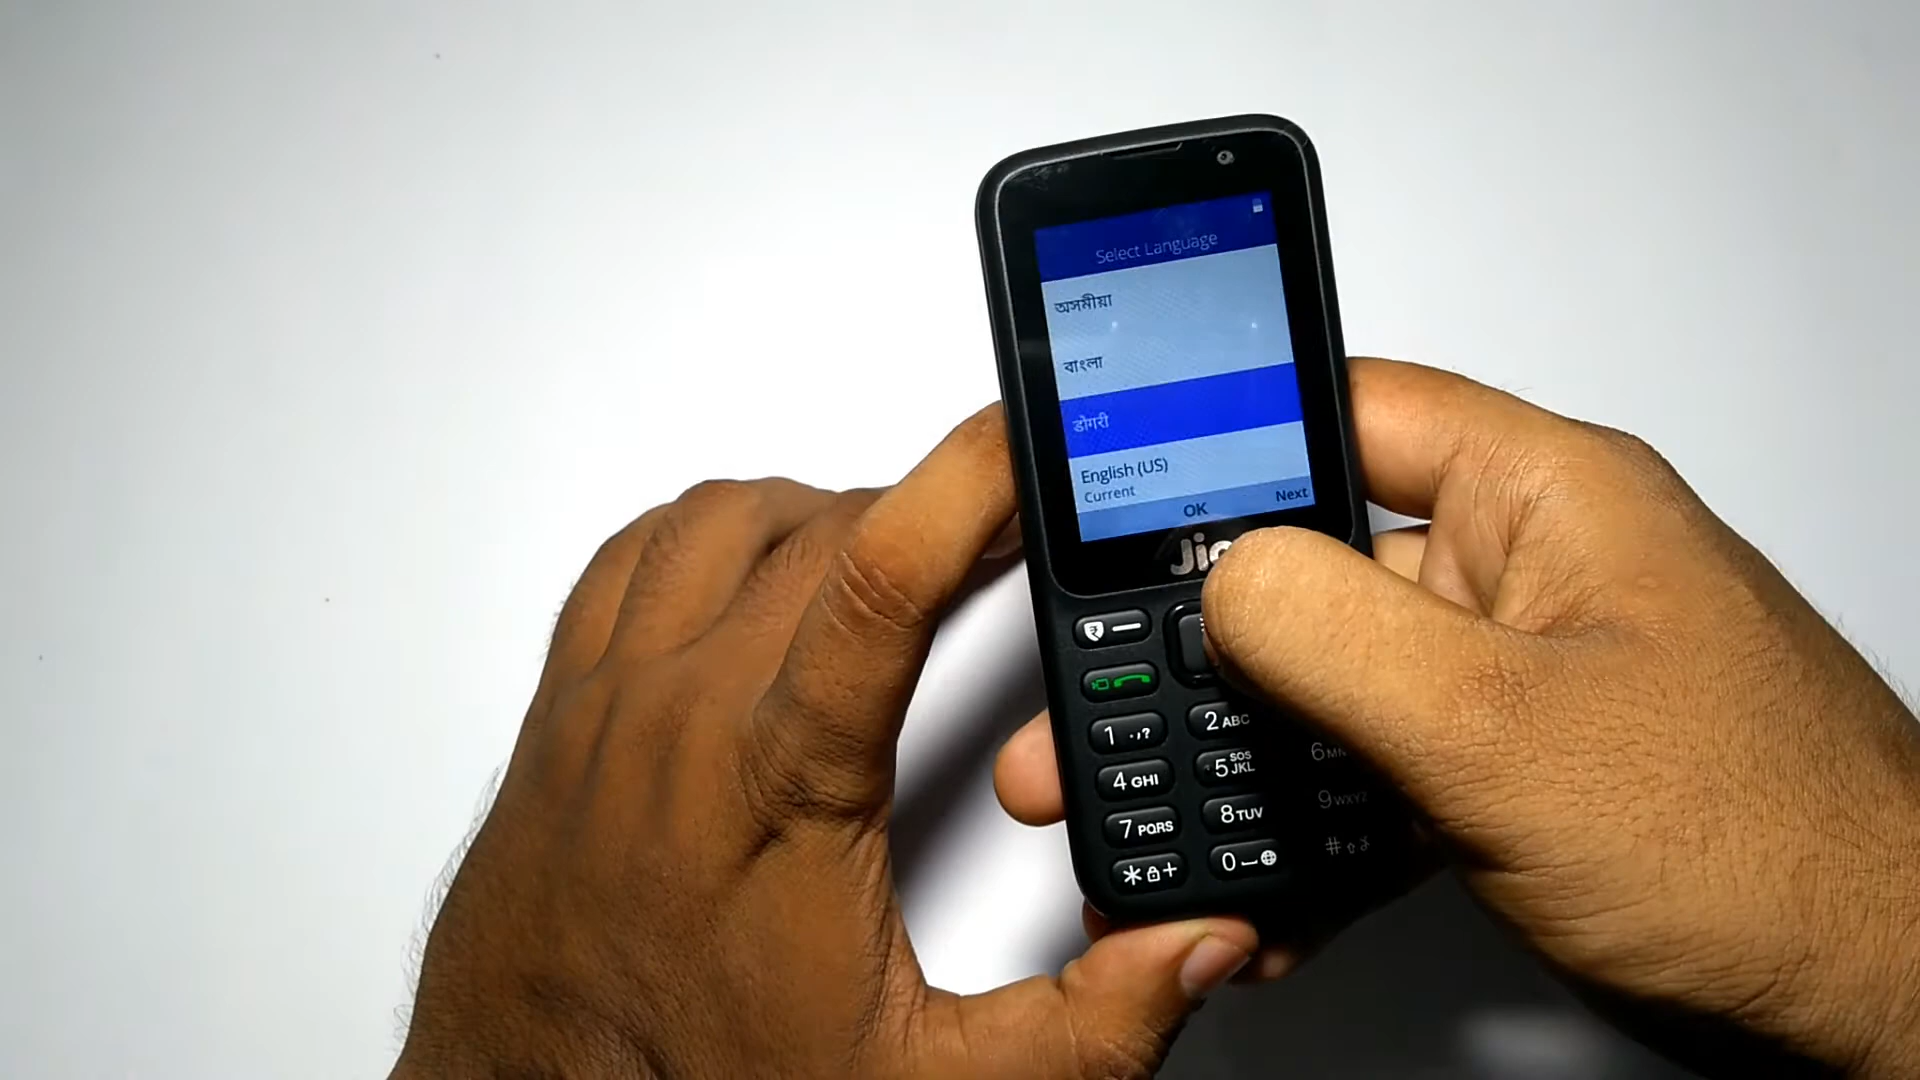 Select Language
অসমীয়া
বাংলা
डोगरी
English (US)
Current
OK
Next
Jio
1 .,?
2 ABC
4 GHI
5 SOS JKL
6 MN
7 PQRS
8 TUV
9 WXYZ
* +
0
#